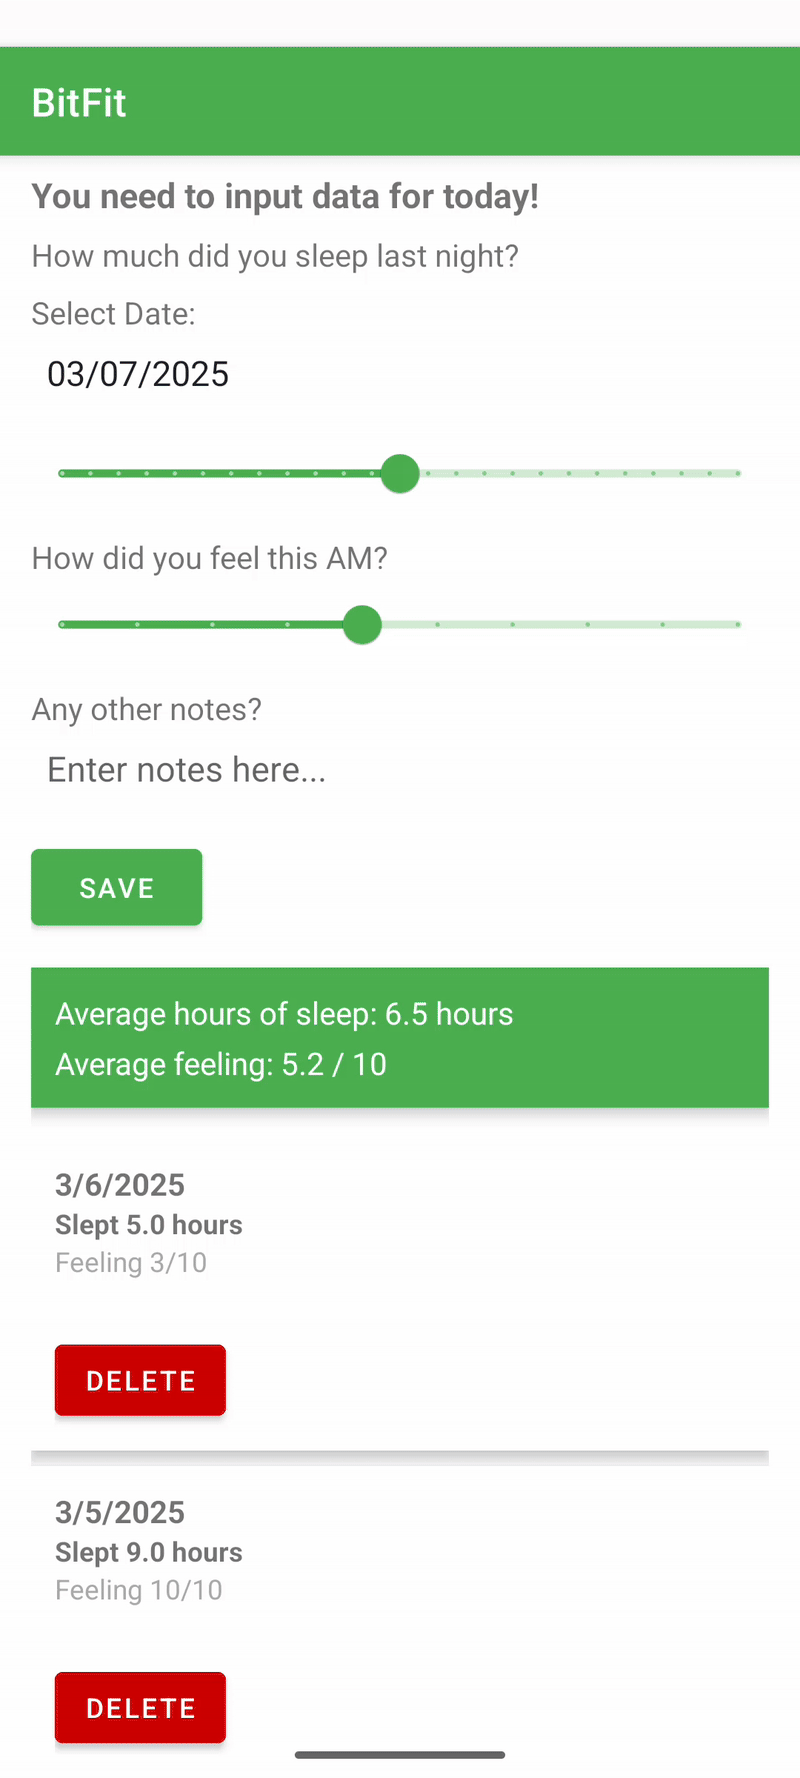 BitFit
You need to input data for today!
How much did you sleep last night?
Select Date:
03/07/2025
How did you feel this AM?
Any other notes?
Enter notes here...
SAVE
Average hours of sleep: 6.5 hours
Average feeling: 5.2 / 10
3/6/2025
Slept 5.0 hours
Feeling 3/10
DELETE
3/5/2025
Slept 9.0 hours
Feeling 10/10
DELETE